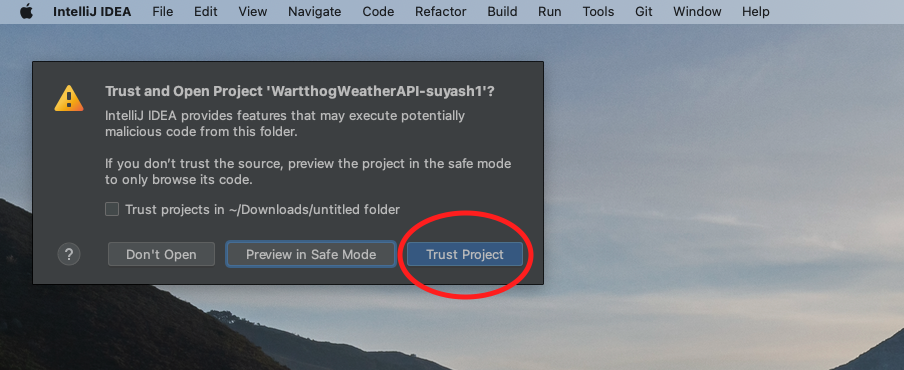 IntelliJ IDEA File Edit View Navigate Code Refactor Build Run Tools Git Window Help
Trust and Open Project 'WartthogWeatherAPI-suyash1'?
IntelliJ IDEA provides features that may execute potentially
malicious code from this folder.
If you don't trust the source, preview the project in the safe mode
to only browse its code.
Trust projects in ~/Downloads/untitled folder
? Don't Open Preview in Safe Mode Trust Project